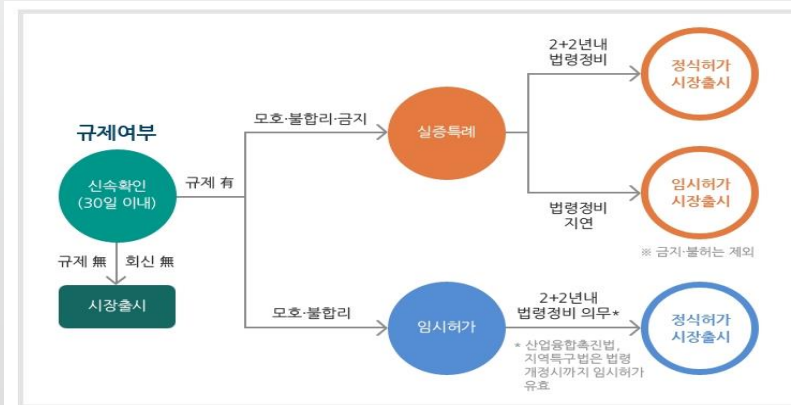 규제여부
신속확인
(30일 이내)
규제 無
회신 無
시장출시
규제 有
모호·불합리·금지
실증특례
2+2년내
법령정비
정식허가
시장출시
법령정비
지연
임시허가
시장출시
※ 금지·불허는 제외
모호·불합리
임시허가
2+2년내
법령정비 의무*
* 산업융합촉진법,
지역특구법은 법령
개정시까지 임시허가
유효
정식허가
시장출시